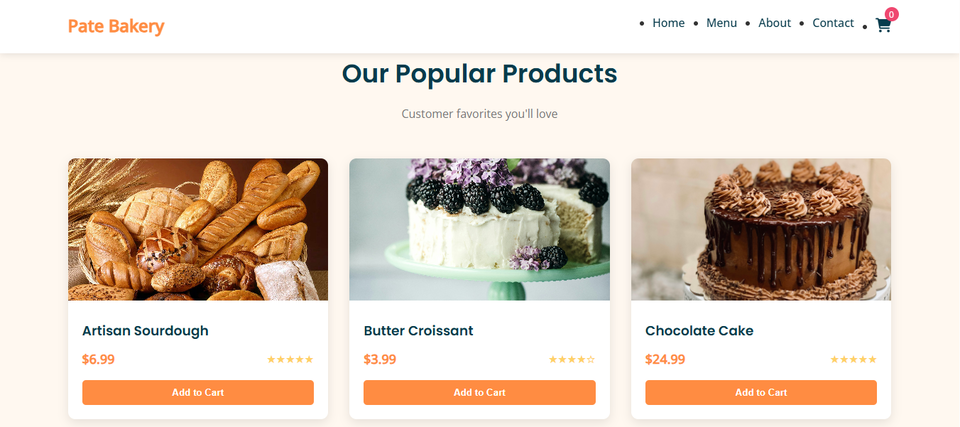 Pate Bakery
Home Menu About Contact 0
Our Popular Products
Customer favorites you'll love
Artisan Sourdough
$6.99 ★★★★★
Add to Cart
Butter Croissant
$3.99 ★★★★☆
Add to Cart
Chocolate Cake
$24.99 ★★★★★
Add to Cart